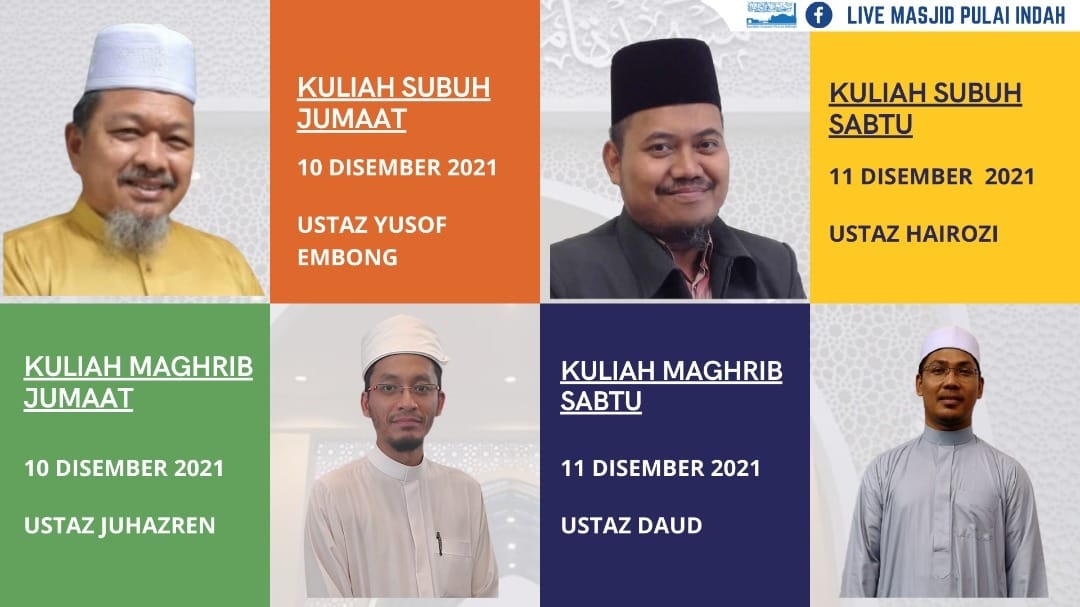 LIVE MASJID PULAI INDAH
KULIAH SUBUH
JUMAAT
10 DISEMBER 2021
USTAZ YUSOF
EMBONG
KULIAH SUBUH
SABTU
11 DISEMBER 2021
USTAZ HAIROZI
KULIAH MAGHRIB
JUMAAT
10 DISEMBER 2021
USTAZ JUHAZREN
KULIAH MAGHRIB
SABTU
11 DISEMBER 2021
USTAZ DAUD